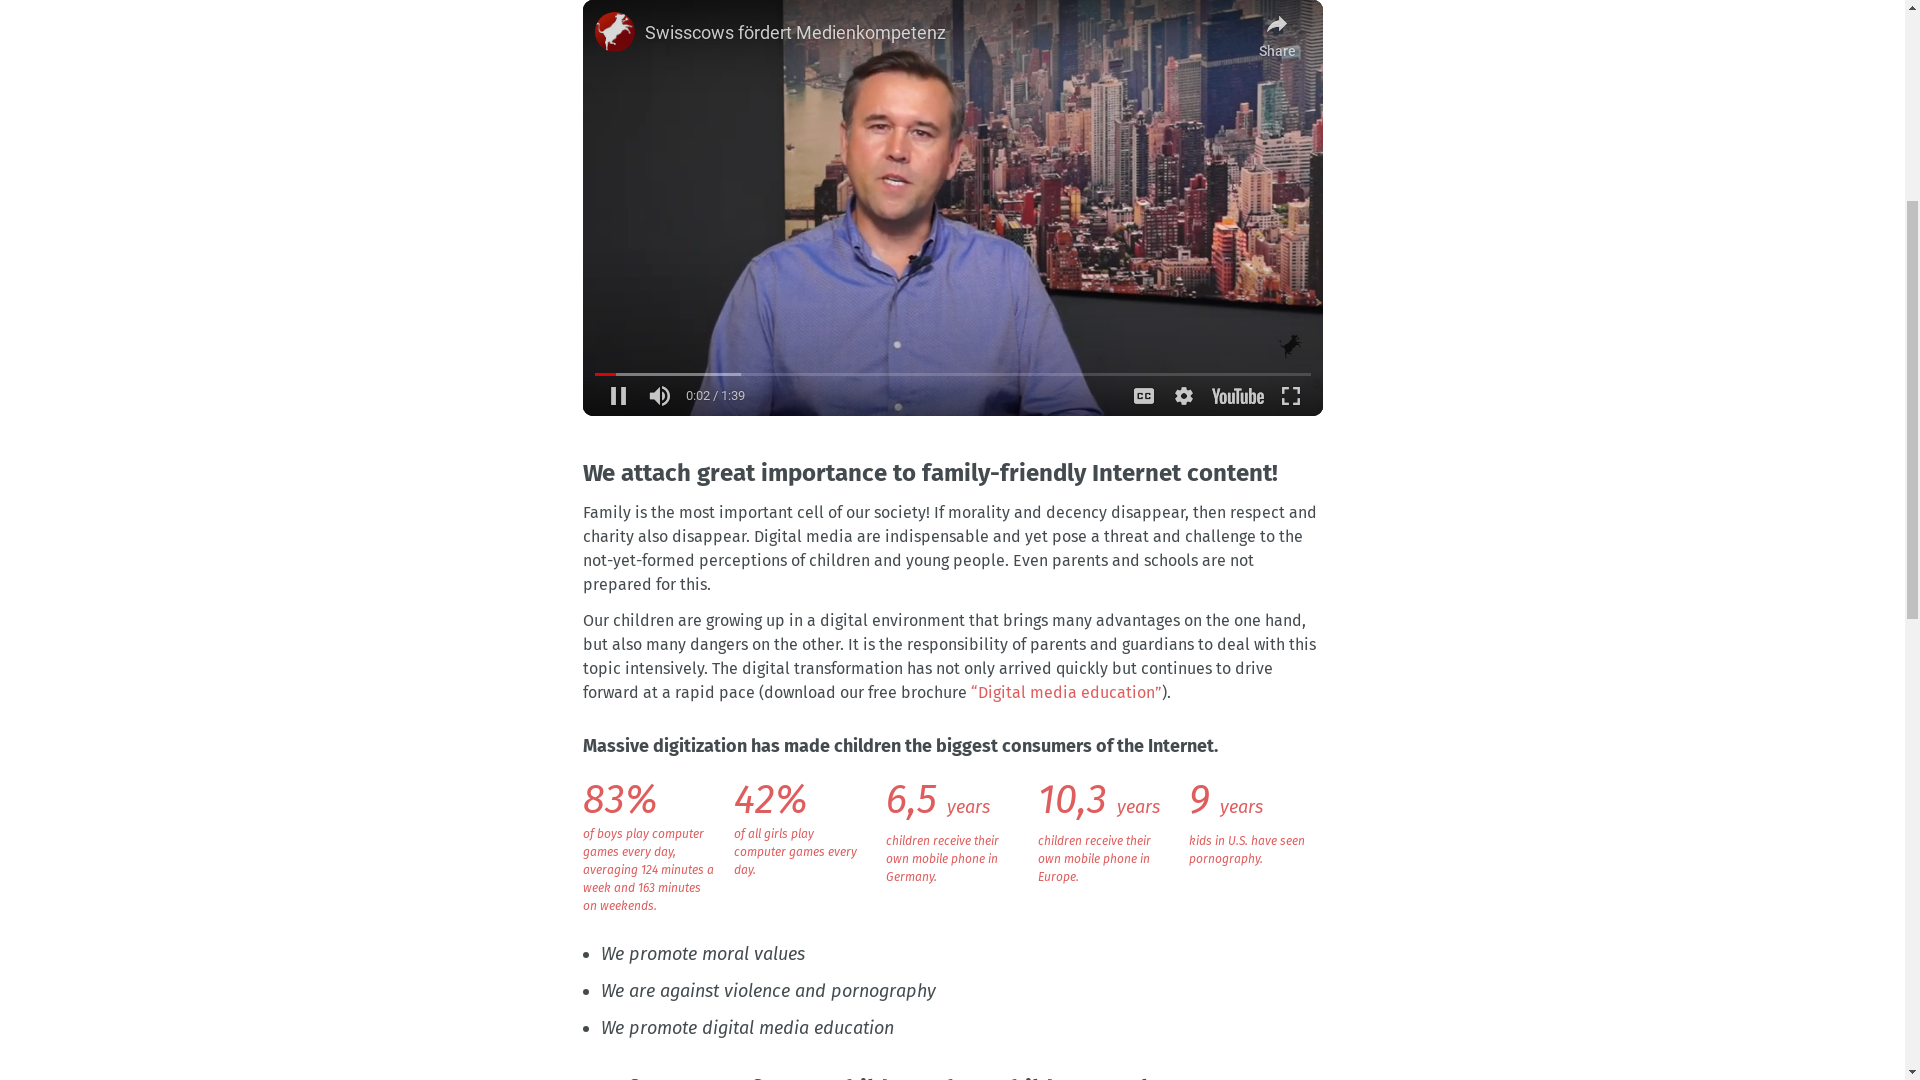 Swisscows fördert Medienkompetenz
Share
0:02 / 1:39
CC
YouTube
We attach great importance to family-friendly Internet content!
Family is the most important cell of our society! If morality and decency disappear, then respect and
charity also disappear. Digital media are indispensable and yet pose a threat and challenge to the
not-yet-formed perceptions of children and young people. Even parents and schools are not
prepared for this.
Our children are growing up in a digital environment that brings many advantages on the one hand,
but also many dangers on the other. It is the responsibility of parents and guardians to deal with this
topic intensively. The digital transformation has not only arrived quickly but continues to drive
forward at a rapid pace (download our free brochure “Digital media education”).
Massive digitization has made children the biggest consumers of the Internet.
83%
of boys play computer
games every day,
averaging 124 minutes a
week and 163 minutes
on weekends.
42%
of all girls play
computer games every
day.
6,5 years
children receive their
own mobile phone in
Germany.
10,3 years
children receive their
own mobile phone in
Europe.
9 years
kids in U.S. have seen
pornography.
We promote moral values
We are against violence and pornography
We promote digital media education